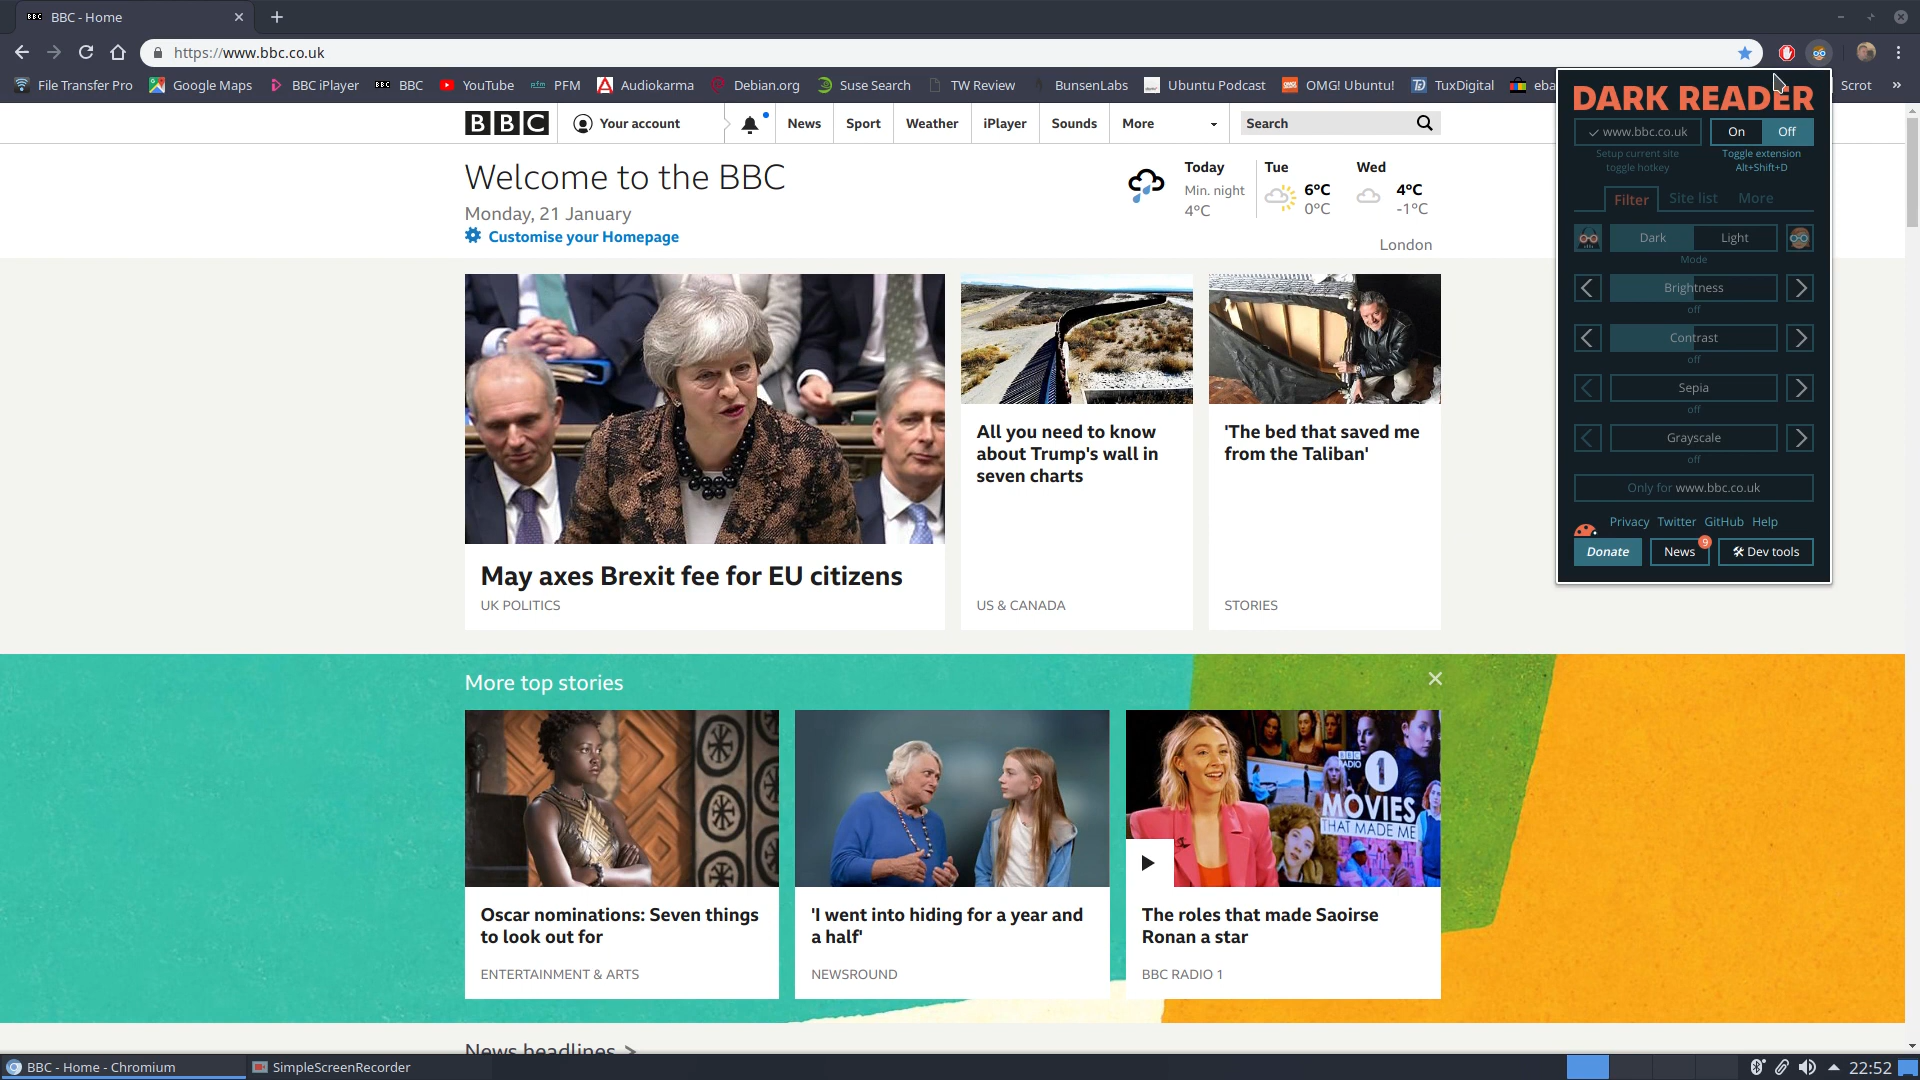 BBC - Home
https://www.bbc.co.uk
File Transfer Pro
Google Maps
BBC iPlayer
BBC
YouTube
PFM
Audiokarma
Debian.org
Suse Search
TW Review
BunsenLabs
Ubuntu Podcast
OMG! Ubuntu!
TuxDigital
eba
Scrot
BBC
Your account
News
Sport
Weather
iPlayer
Sounds
More
Search
Welcome to the BBC
Monday, 21 January
Customise your Homepage
Today
Min. night
4°C
Tue
6°C
0°C
Wed
4°C
-1°C
London
May axes Brexit fee for EU citizens
UK POLITICS
All you need to know
about Trump's wall in
seven charts
US & CANADA
'The bed that saved me
from the Taliban'
STORIES
DARK READER
www.bbc.co.uk
On
Off
Setup current site
toggle hotkey
Toggle extension
Alt+Shift+D
Filter
Site list
More
Dark
Light
Mode
Brightness
off
Contrast
off
Sepia
off
Grayscale
off
Only for www.bbc.co.uk
Privacy
Twitter
GitHub
Help
Donate
News
9
Dev tools
More top stories
Oscar nominations: Seven things
to look out for
ENTERTAINMENT & ARTS
'I went into hiding for a year and
a half'
NEWSROUND
BBC
RADIO
1
MOVIES
THAT MADE ME
The roles that made Saoirse
Ronan a star
BBC RADIO 1
News headlines
BBC - Home - Chromium
SimpleScreenRecorder
22:52